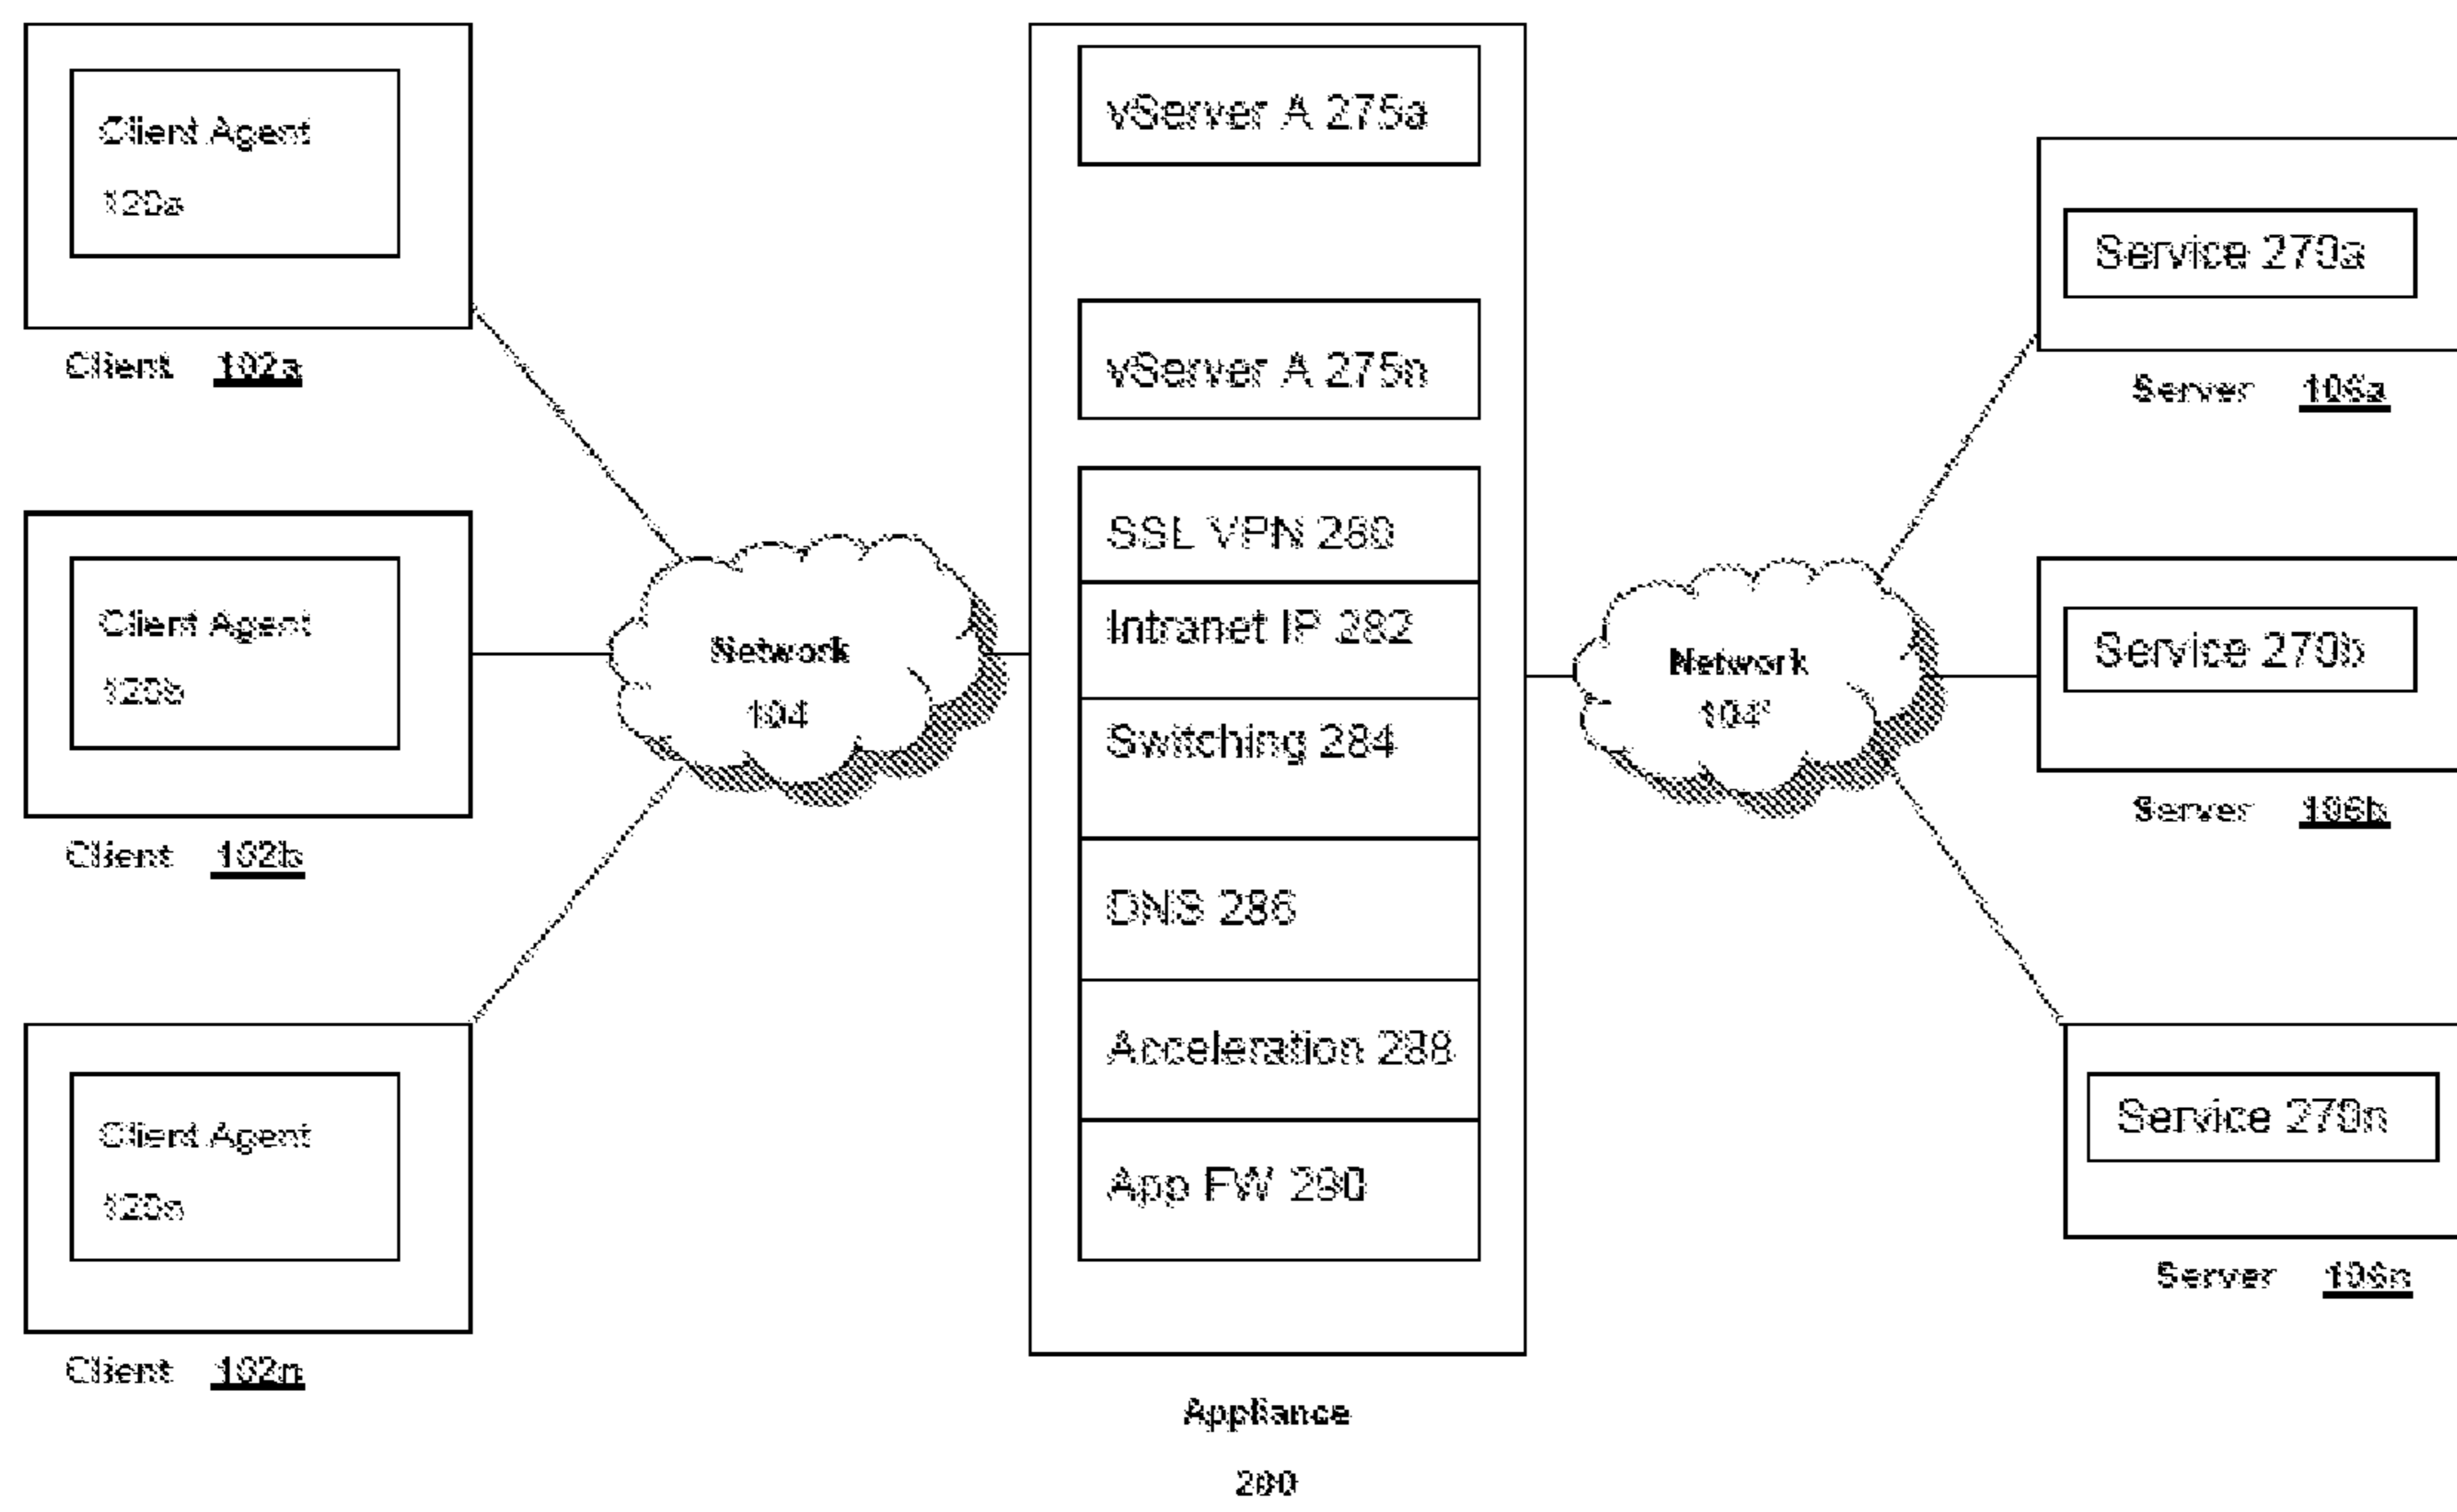 Client Agent
120a
Client 102a
Client Agent
120b
Client 102b
Client Agent
120n
Client 102n
Network
104
vServer A 275a
vServer A 275n
SSL VPN 280
Intranet IP 282
Switching 284
DNS 286
Acceleration 288
App FW 290
Appliance
200
Network
104'
Service 270a
Server 106a
Service 270b
Server 106b
Service 270n
Server 106n